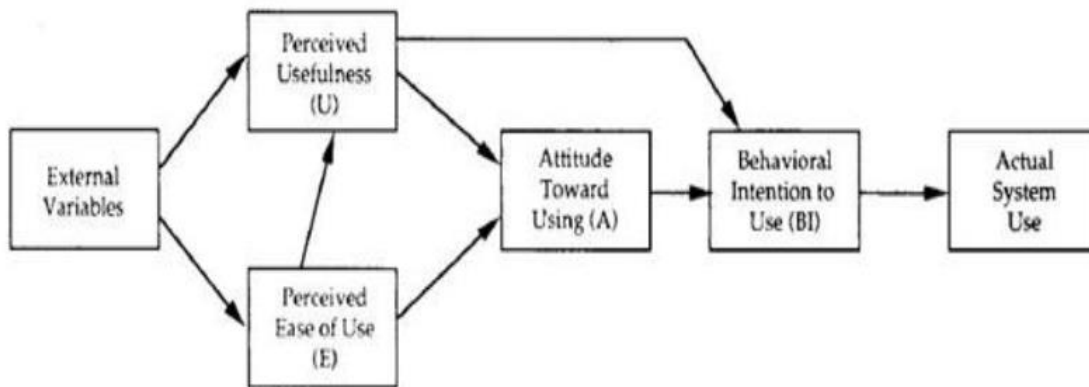 External
Variables
Perceived
Usefulness
(U)
Perceived
Ease of Use
(E)
Attitude
Toward
Using (A)
Behavioral
Intention to
Use (BI)
Actual
System
Use